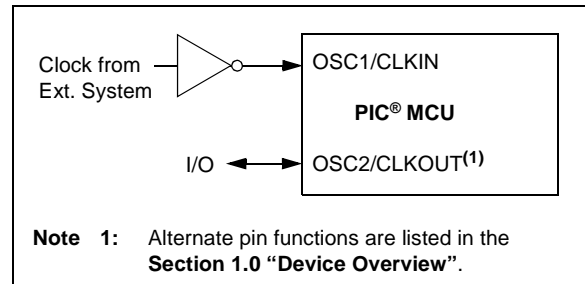 Clock from
Ext. System
OSC1/CLKIN
PIC® MCU
I/O
OSC2/CLKOUT(1)
Note 1: Alternate pin functions are listed in the
Section 1.0 “Device Overview”.